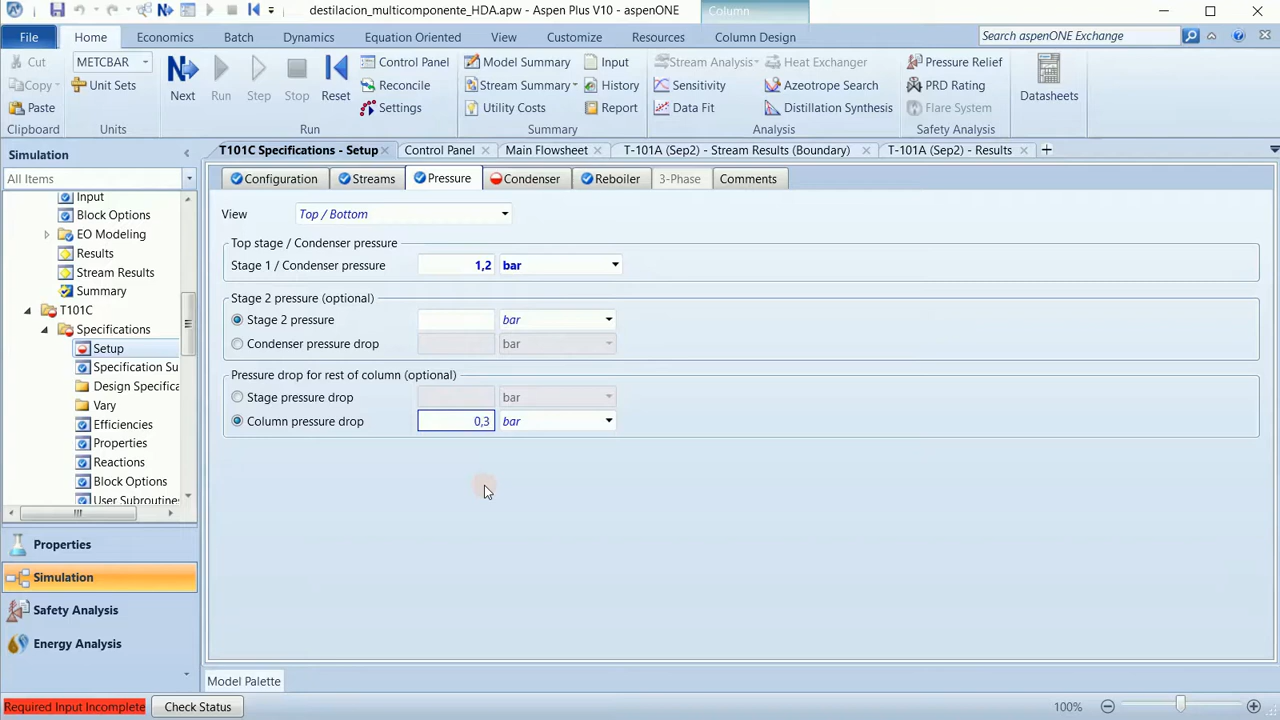 destilacion_multicomponente_HDA.apw - Aspen Plus V10 - aspenONE
Column
File Home Economics Batch Dynamics Equation Oriented View Customize Resources Column Design
Search aspenONE Exchange
Cut METCBAR Control Panel Model Summary Input Stream Analysis Heat Exchanger Pressure Relief
Copy Unit Sets Next Run Step Stop Reset Reconcile Stream Summary History Sensitivity Azeotrope Search PRD Rating Datasheets
Paste Settings Utility Costs Report Data Fit Distillation Synthesis Flare System
Clipboard Units Run Summary Analysis Safety Analysis
Simulation
T101C Specifications - Setup Control Panel Main Flowsheet T-101A (Sep2) - Stream Results (Boundary) T-101A (Sep2) - Results
All Items
Input
Block Options
EO Modeling
Results
Stream Results
Summary
T101C
Specifications
Setup
Specification Su
Design Specifica
Vary
Efficiencies
Properties
Reactions
Block Options
User Subroutine
Properties
Simulation
Safety Analysis
Energy Analysis
Configuration Streams Pressure Condenser Reboiler 3-Phase Comments
View Top / Bottom
Top stage / Condenser pressure
Stage 1 / Condenser pressure 1,2 bar
Stage 2 pressure (optional)
Stage 2 pressure bar
Condenser pressure drop bar
Pressure drop for rest of column (optional)
Stage pressure drop bar
Column pressure drop 0,3 bar
Model Palette
Required Input Incomplete Check Status 100%